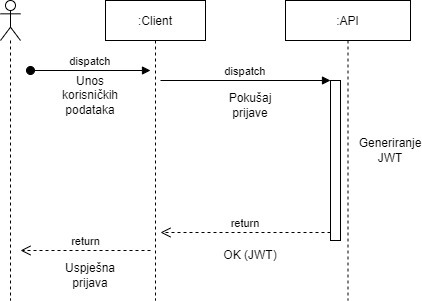 :Client
:API
dispatch
Unos
korisničkih
podataka
dispatch
Pokušaj
prijave
Generiranje
JWT
return
OK (JWT)
return
Uspješna
prijava